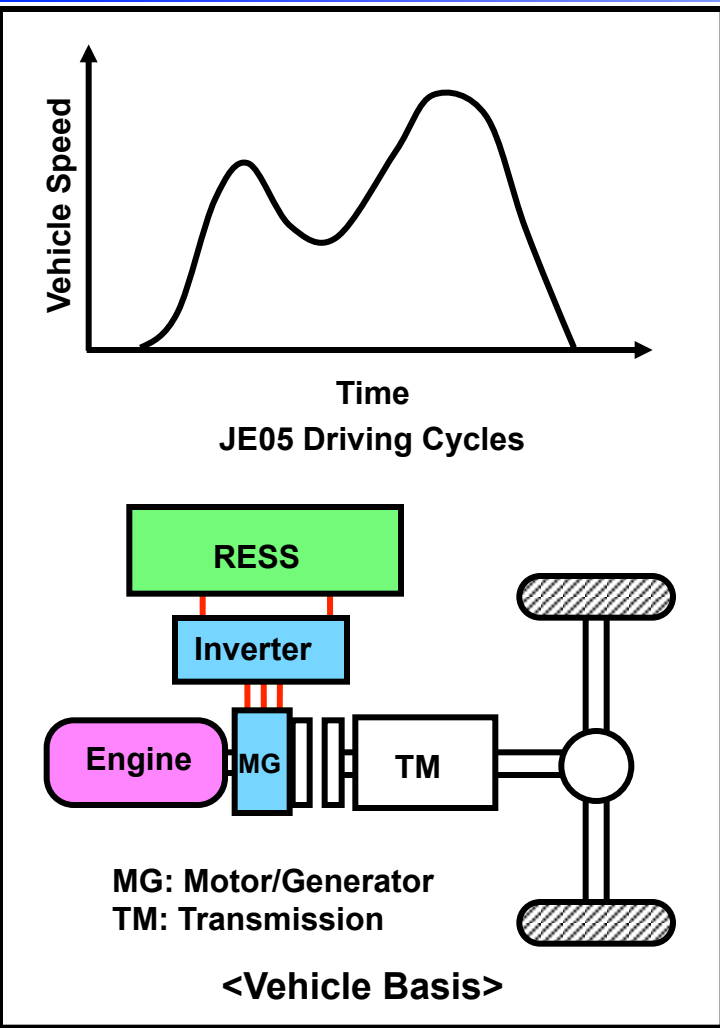 Vehicle Speed
Time
JE05 Driving Cycles
RESS
Inverter
Engine
MG
TM
MG: Motor/Generator
TM: Transmission
<Vehicle Basis>